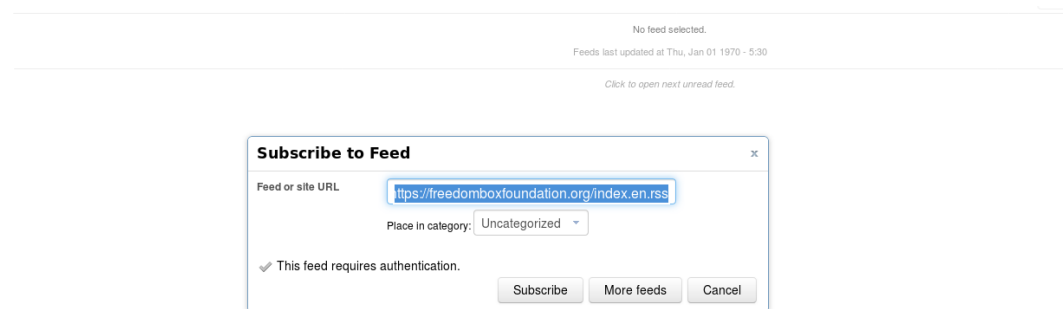 No feed selected.
Feeds last updated at Thu, Jan 01 1970 - 5:30
Click to open next unread feed.
Subscribe to Feed x
Feed or site URL https://freedomboxfoundation.org/index.en.rss
Place in category: Uncategorized
This feed requires authentication.
Subscribe More feeds Cancel